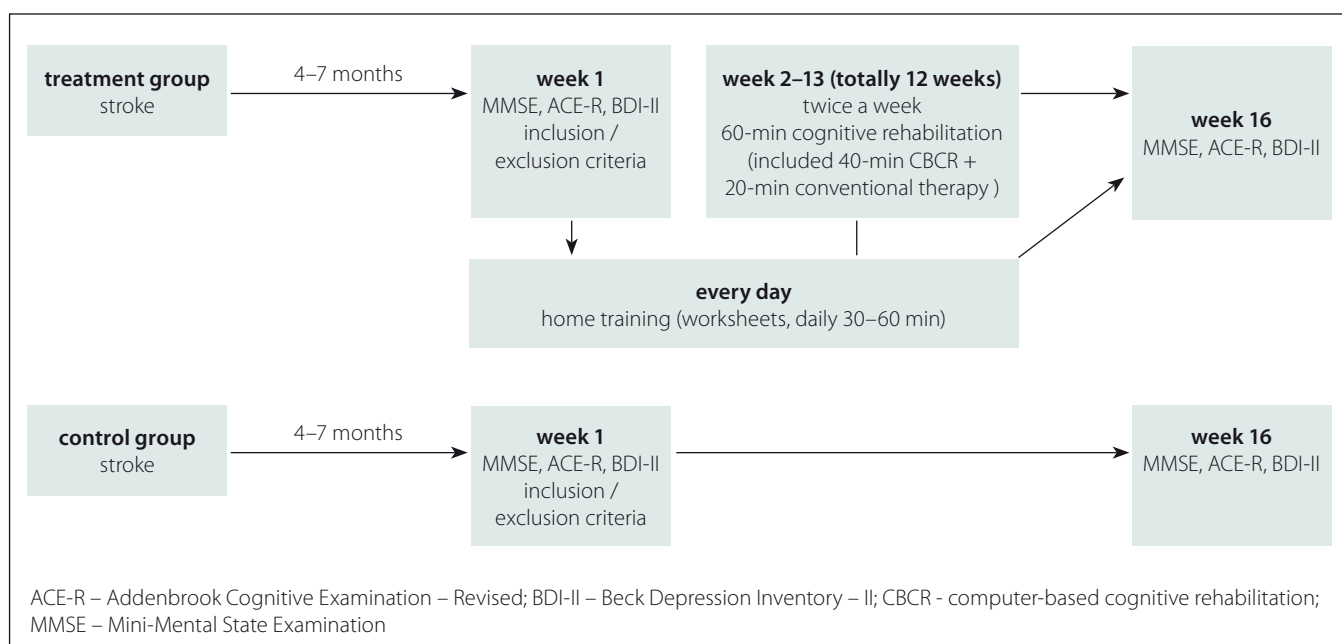 treatment group
stroke
4–7 months
week 1
MMSE, ACE-R, BDI-II
inclusion /
exclusion criteria
week 2–13 (totally 12 weeks)
twice a week
60-min cognitive rehabilitation
(included 40-min CBCR +
20-min conventional therapy )
week 16
MMSE, ACE-R, BDI-II
every day
home training (worksheets, daily 30–60 min)
control group
stroke
4–7 months
week 1
MMSE, ACE-R, BDI-II
inclusion /
exclusion criteria
week 16
MMSE, ACE-R, BDI-II
ACE-R – Addenbrook Cognitive Examination – Revised; BDI-II – Beck Depression Inventory – II; CBCR - computer-based cognitive rehabilitation;
MMSE – Mini-Mental State Examination